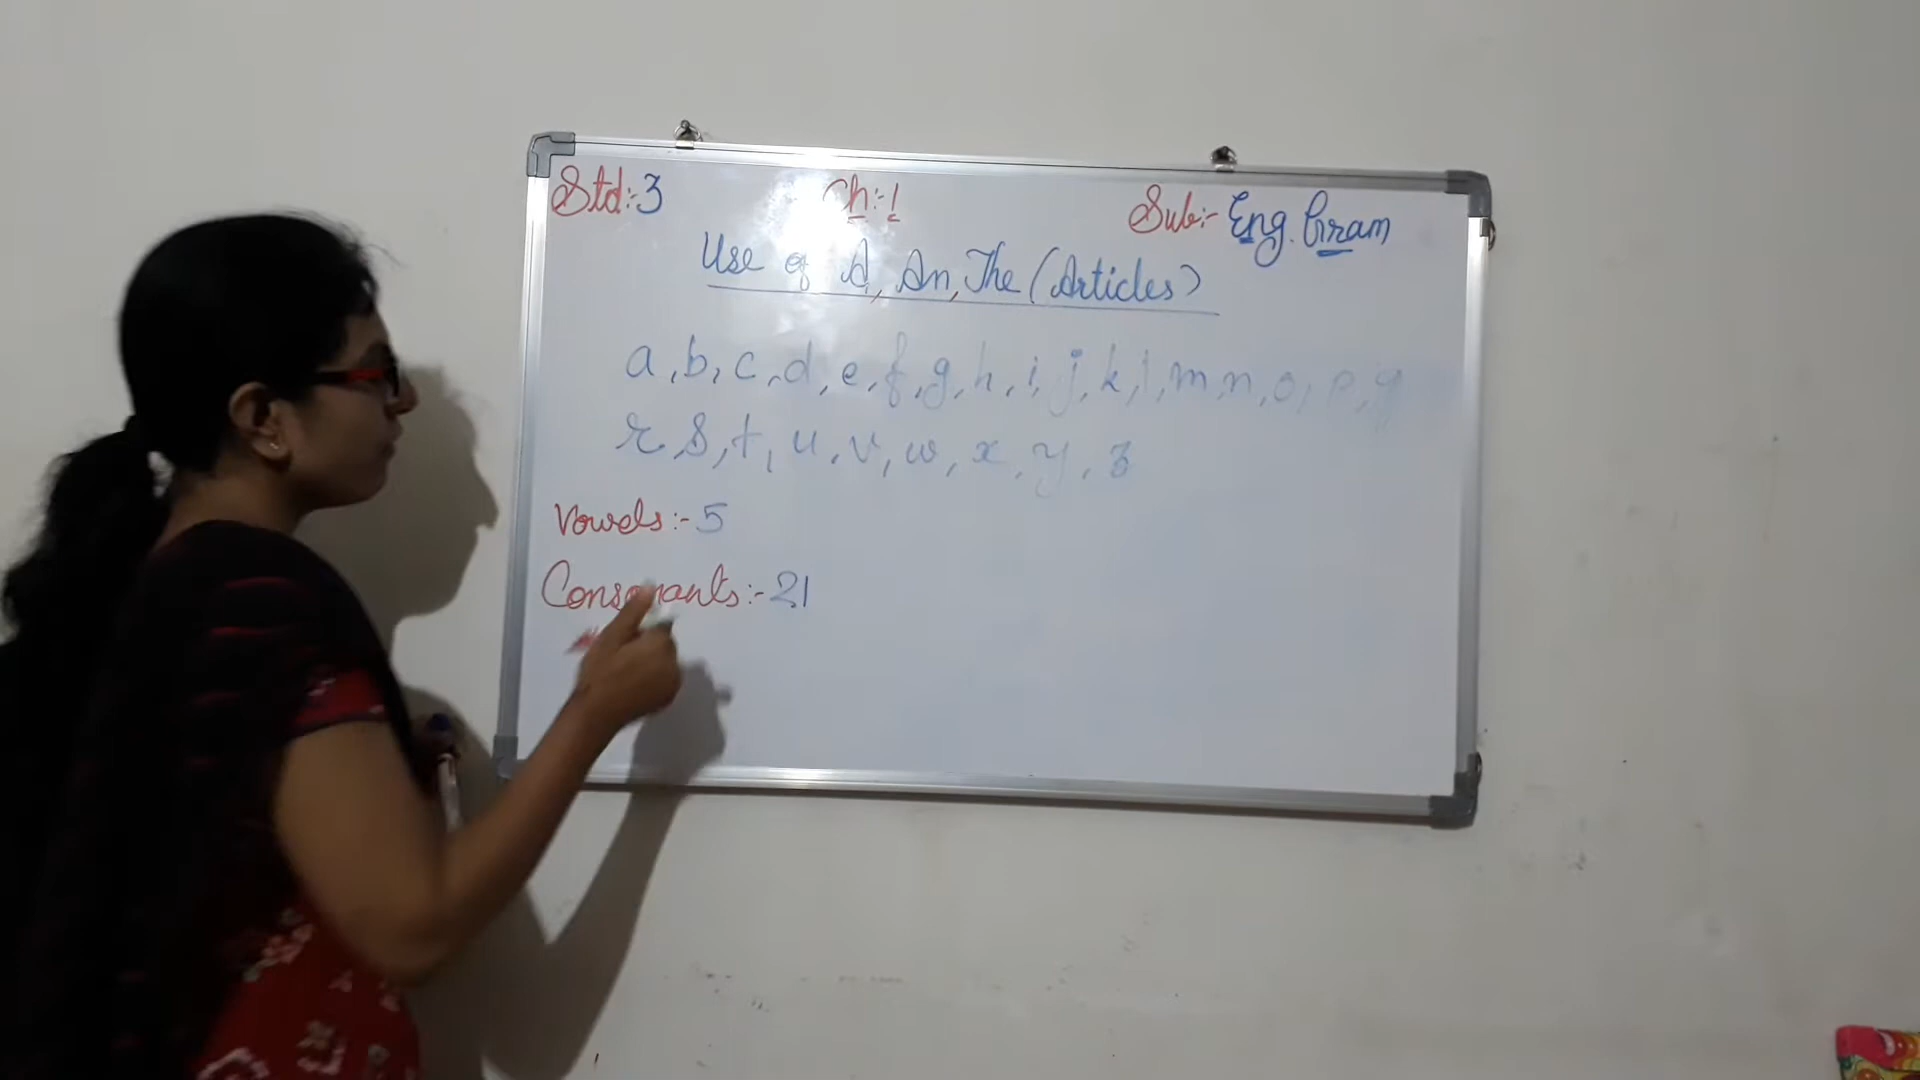 Std:-3 Ch:-1 Sub:- Eng. Gram
Use of A, An, The (Articles)
a, b, c, d, e, f, g, h, i, j, k, l, m, n, o, p, q
r, s, t, u, v, w, x, y, z
Vowels:- 5
Consonants:- 21